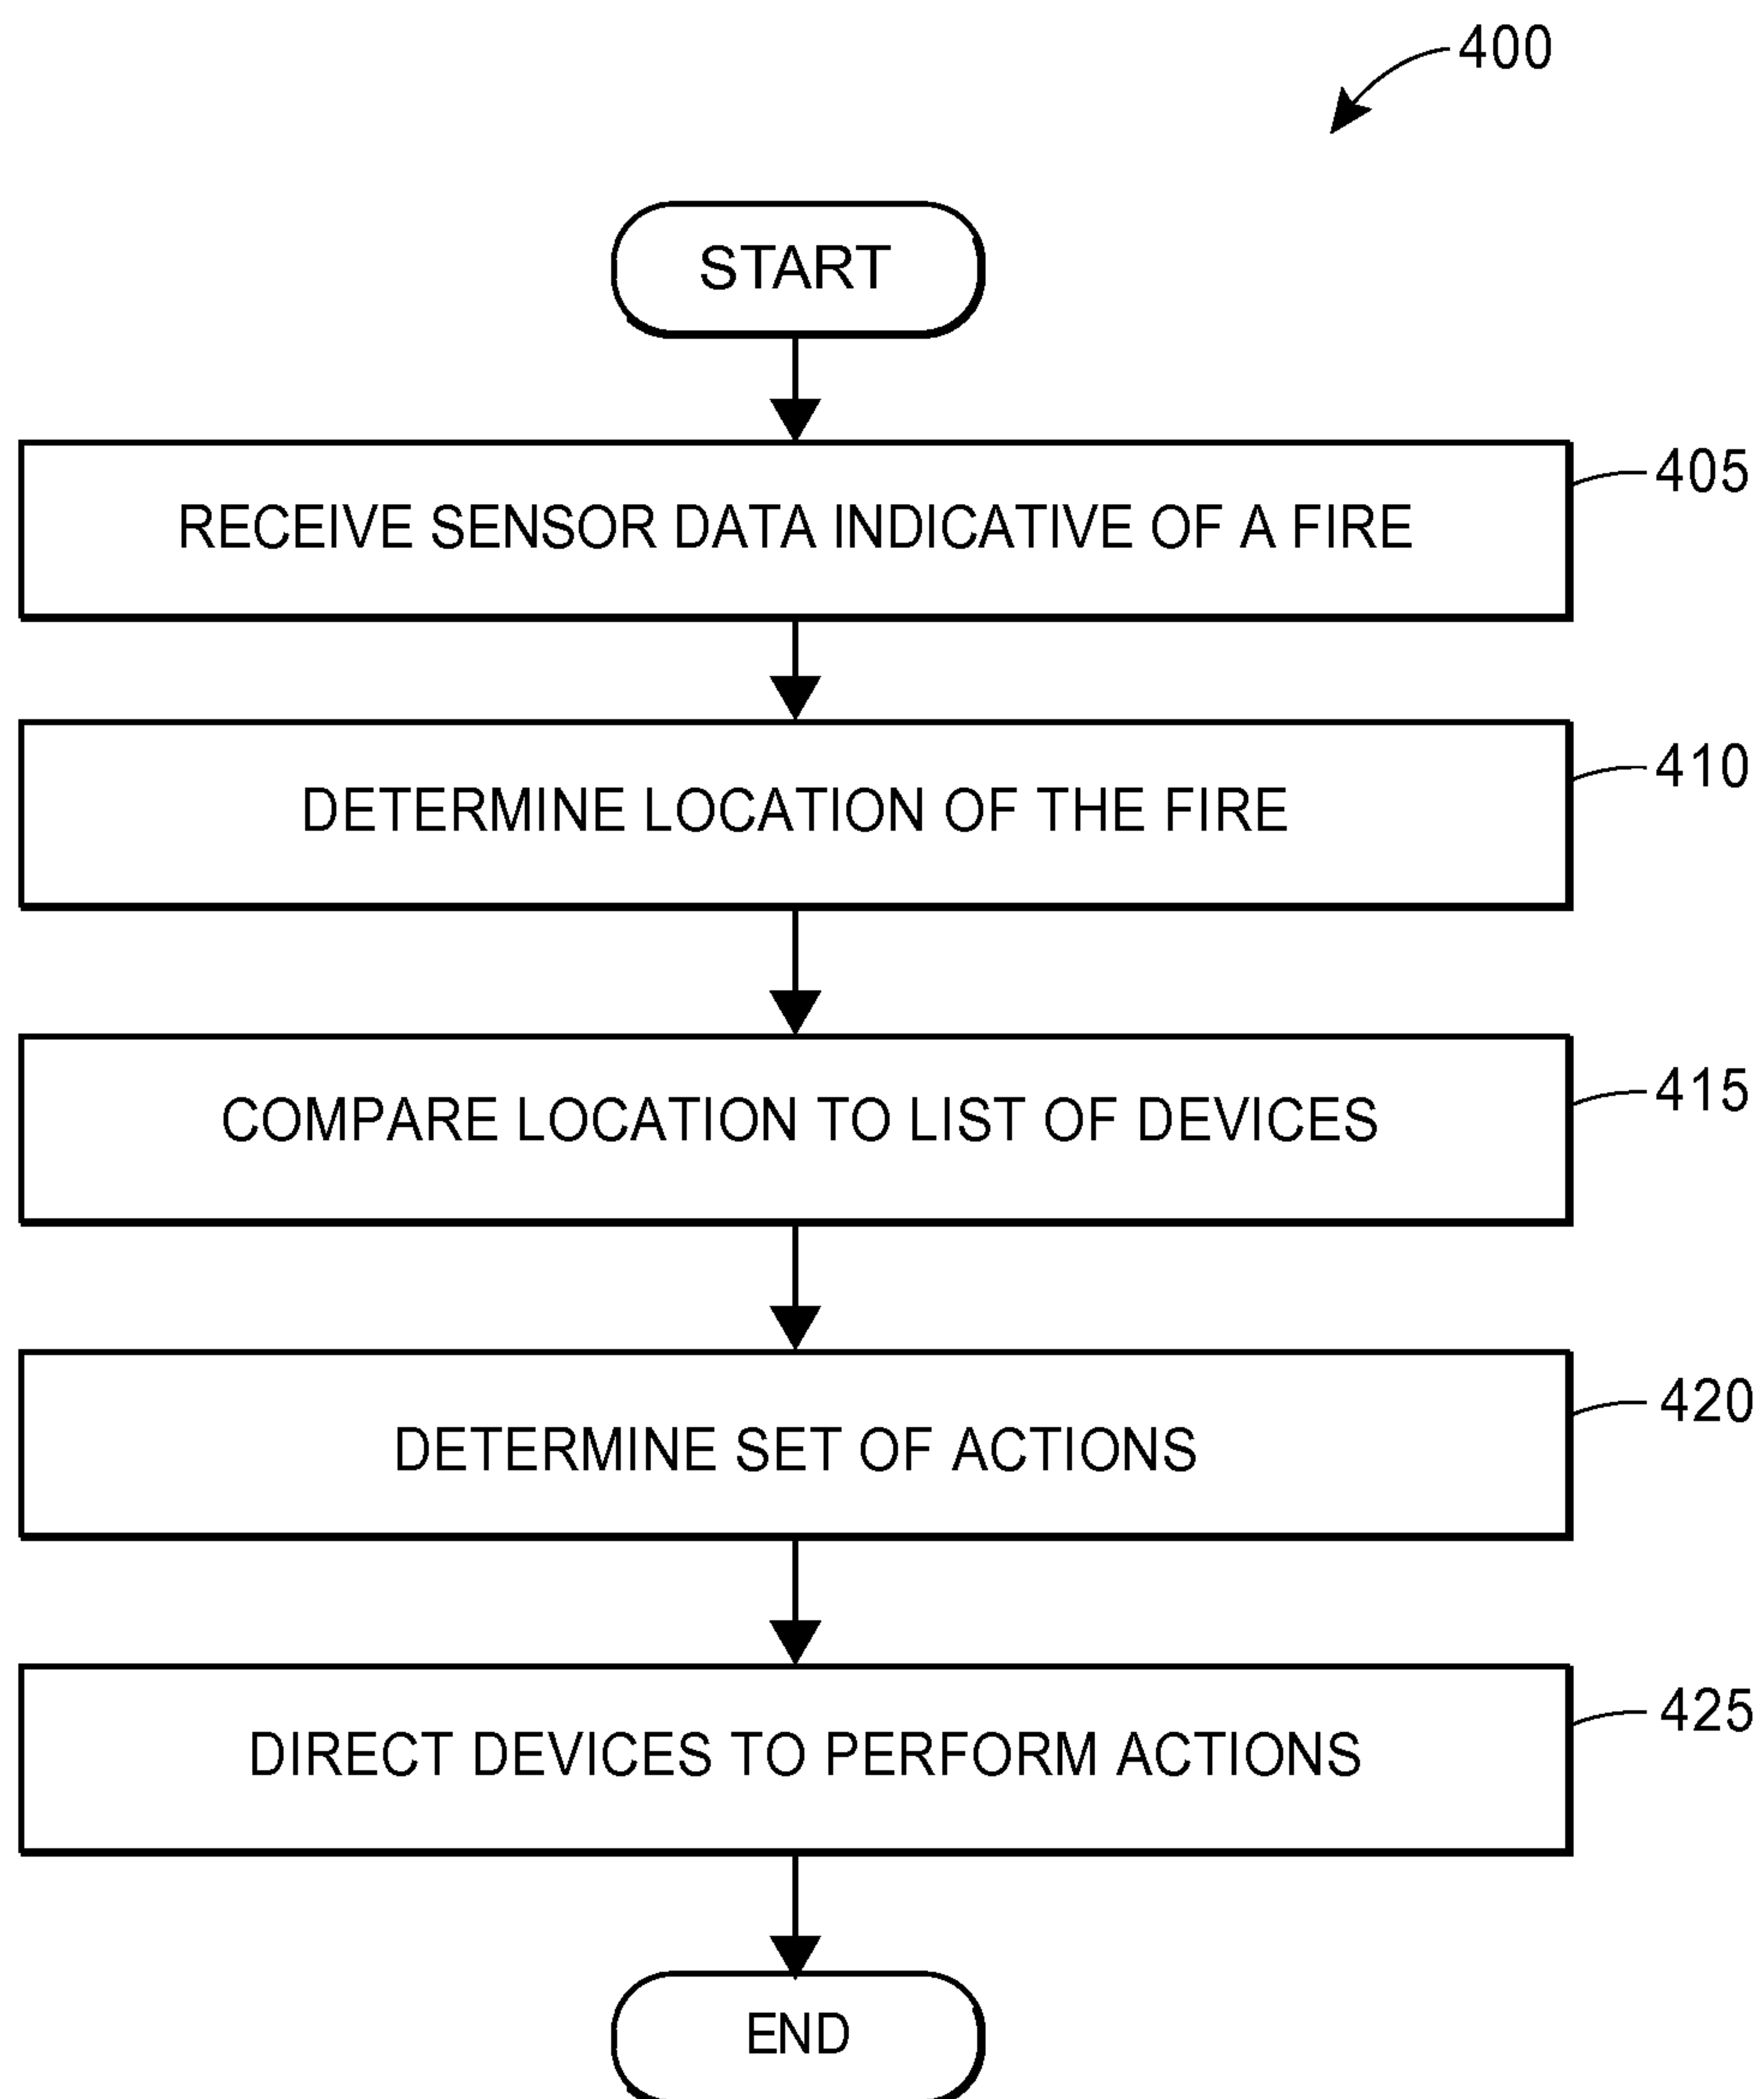 400
START
RECEIVE SENSOR DATA INDICATIVE OF A FIRE
405
DETERMINE LOCATION OF THE FIRE
410
COMPARE LOCATION TO LIST OF DEVICES
415
DETERMINE SET OF ACTIONS
420
DIRECT DEVICES TO PERFORM ACTIONS
425
END